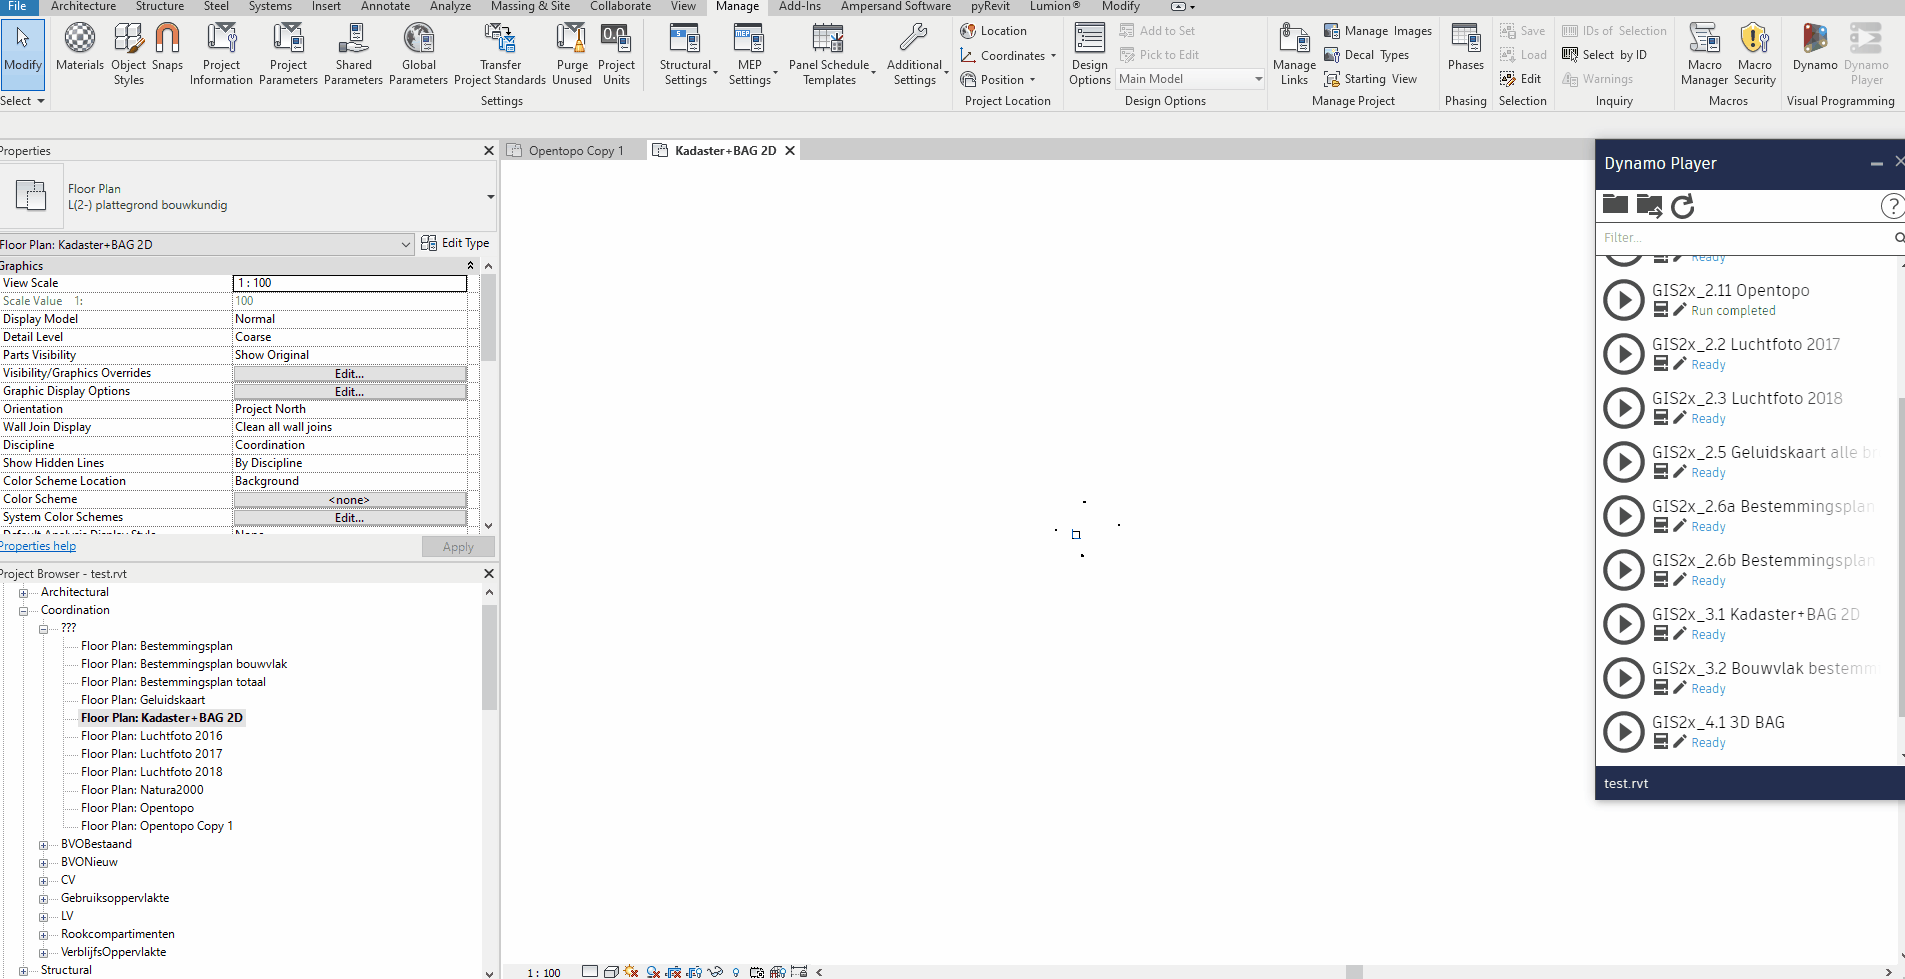 File Architecture Structure Steel Systems Insert Annotate Analyze Massing & Site Collaborate View Manage Add-Ins Ampersand Software pyRevit Lumion® Modify
Modify
Select
Materials
Object Styles
Snaps
Project Information
Project Parameters
Shared Parameters
Global Parameters
Transfer Project Standards
Purge Unused
Project Units
Settings
Structural Settings
MEP Settings
Panel Schedule Templates
Additional Settings
Location
Coordinates
Position
Project Location
Design Options
Add to Set
Pick to Edit
Main Model
Design Options
Manage Links
Manage Images
Decal Types
Starting View
Manage Project
Phases
Phasing
Save
Load
Edit
Selection
IDs of Selection
Select by ID
Warnings
Inquiry
Macro Manager
Macro Security
Macros
Dynamo
Dynamo Player
Visual Programming
Properties
Floor Plan
L(2-) plattegrond bouwkundig
Floor Plan: Kadaster+BAG 2D
Edit Type
Graphics
View Scale 1 : 100
Scale Value 1: 100
Display Model Normal
Detail Level Coarse
Parts Visibility Show Original
Visibility/Graphics Overrides Edit...
Graphic Display Options Edit...
Orientation Project North
Wall Join Display Clean all wall joins
Discipline Coordination
Show Hidden Lines By Discipline
Color Scheme Location Background
Color Scheme <none>
System Color Schemes Edit...
Default Analysis Display Style None
Properties help
Apply
Project Browser - test.rvt
Architectural
Coordination
???
Floor Plan: Bestemmingsplan
Floor Plan: Bestemmingsplan bouwvlak
Floor Plan: Bestemmingsplan totaal
Floor Plan: Geluidskaart
Floor Plan: Kadaster+BAG 2D
Floor Plan: Luchtfoto 2016
Floor Plan: Luchtfoto 2017
Floor Plan: Luchtfoto 2018
Floor Plan: Natura2000
Floor Plan: Opentopo
Floor Plan: Opentopo Copy 1
BVOBestaand
BVONieuw
CV
Gebruiksoppervlakte
LV
Rookcompartimenten
VerblijfsOppervlakte
Structural
Opentopo Copy 1
Kadaster+BAG 2D
1 : 100
Dynamo Player
?
Filter...
Ready
GIS2x_2.11 Opentopo
Run completed
GIS2x_2.2 Luchtfoto 2017
Ready
GIS2x_2.3 Luchtfoto 2018
Ready
GIS2x_2.5 Geluidskaart alle br
Ready
GIS2x_2.6a Bestemmingsplan
Ready
GIS2x_2.6b Bestemmingsplan
Ready
GIS2x_3.1 Kadaster+BAG 2D
Ready
GIS2x_3.2 Bouwvlak bestemm
Ready
GIS2x_4.1 3D BAG
Ready
test.rvt